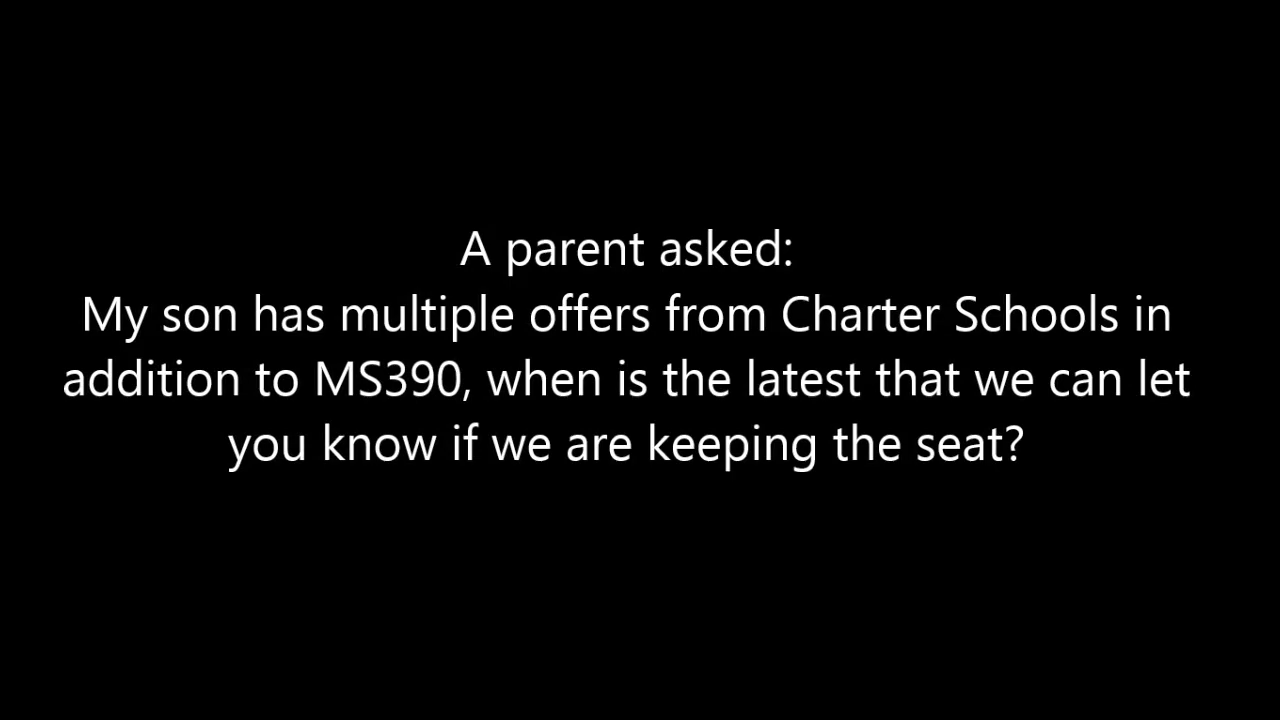 A parent asked:
My son has multiple offers from Charter Schools in
addition to MS390, when is the latest that we can let
you know if we are keeping the seat?